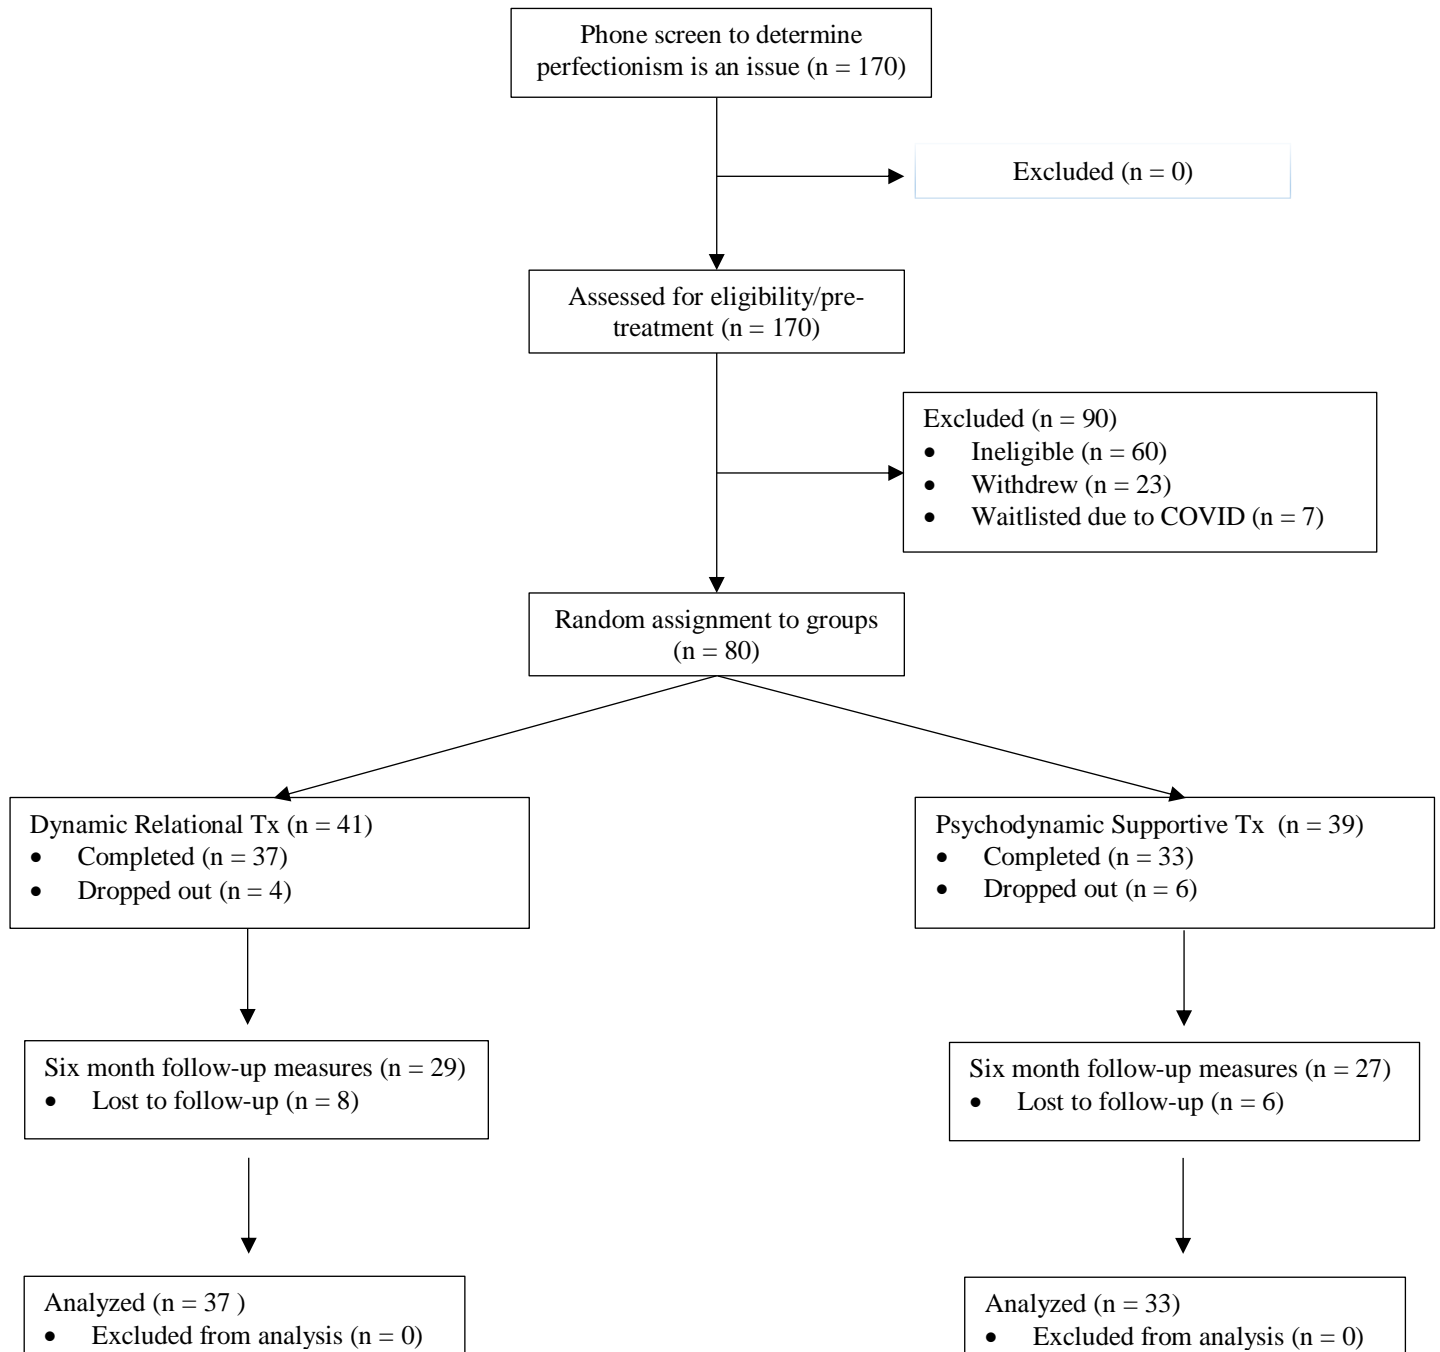 Phone screen to determine
perfectionism is an issue (n = 170)
Excluded (n = 0)
Assessed for eligibility/pre-
treatment (n = 170)
Excluded (n = 90)
• Ineligible (n = 60)
• Withdrew (n = 23)
• Waitlisted due to COVID (n = 7)
Random assignment to groups
(n = 80)
Dynamic Relational Tx (n = 41)
• Completed (n = 37)
• Dropped out (n = 4)
Psychodynamic Supportive Tx  (n = 39)
• Completed (n = 33)
• Dropped out (n = 6)
Six month follow-up measures (n = 29)
• Lost to follow-up (n = 8)
Six month follow-up measures (n = 27)
• Lost to follow-up (n = 6)
Analyzed (n = 37 )
• Excluded from analysis (n = 0)
Analyzed (n = 33)
• Excluded from analysis (n = 0)